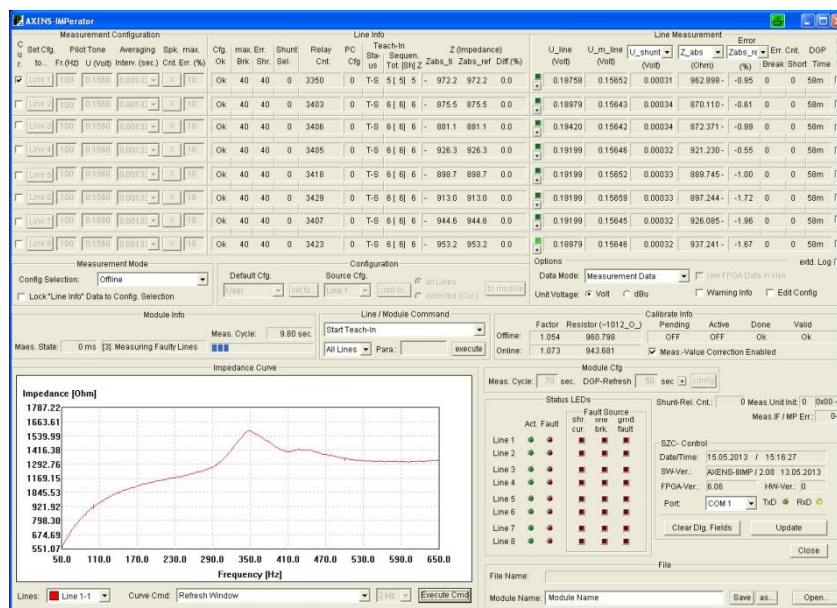 AXENS-IMPerator
Measurement Configuration
Line Info
Line Measurement
C u r.
Set Cfg. to...
Pilot Tone
Fr.(Hz) U (Volt)
Averaging
Interv. (sec.)
Spk. max.
Cnt. Err. (%)
Cfg. Ok
max. Err.
Brk. Shr.
Shunt Sel.
Relay Cnt.
PC Cfg
Teach-In
Sta- us
Sequen. Tot. [Sh] Z
Z (Impedance)
Zabs_ti Zabs_ref Diff.(%)
U_line (Volt)
U_m_line (Volt)
U_shunt (Volt)
Z_abs (Ohm)
Error
Zabs_r (%)
Err. Cnt.
Break Short
DGP Time
Line 1 100 0.1560 0.0013 X 10 Ok 40 40 0 3350 T-S 5 [ 5] 5 - 972.2 972.2 0.0 0.18758 0.15652 0.00031 962.898 - -0.95 0 0 58m
Line 2 100 0.1560 0.0013 X 10 Ok 40 40 0 3403 T-S 6 [ 6] 6 - 875.5 875.5 0.0 0.18979 0.15643 0.00034 870.110 - -0.61 0 0 58m
Line 3 100 0.1560 0.0013 X 10 Ok 40 40 0 3406 T-S 6 [ 6] 6 - 881.1 881.1 0.0 0.19420 0.15642 0.00034 872.371 - -0.99 0 0 58m
Line 4 100 0.1560 0.0013 X 10 Ok 40 40 0 3405 T-S 6 [ 6] 6 - 926.3 926.3 0.0 0.19199 0.15646 0.00032 921.230 - -0.55 0 0 58m
Line 5 100 0.1560 0.0013 X 10 Ok 40 40 0 3418 T-S 6 [ 6] 6 - 898.7 898.7 0.0 0.19199 0.15652 0.00033 889.745 - -1.00 0 0 58m
Line 6 100 0.1560 0.0013 X 10 Ok 40 40 0 3429 T-S 6 [ 6] 6 - 913.0 913.0 0.0 0.19199 0.15659 0.00033 897.244 - -1.72 0 0 58m
Line 7 100 0.1560 0.0013 X 10 Ok 40 40 0 3407 T-S 6 [ 6] 6 - 944.6 944.6 0.0 0.19199 0.15645 0.00032 926.085 - -1.96 0 0 58m
Line 8 100 0.1560 0.0013 X 10 Ok 40 40 0 3423 T-S 6 [ 6] 6 - 953.2 953.2 0.0 0.18979 0.15646 0.00032 937.241 - -1.67 0 0 58m
Measurement Mode
Config Selection: Offline
Lock "Line Info" Data to Config. Selection
Configuration
Default Cfg. Source Cfg.
User set to... Line 1 copy to...
all Lines
selected (Cur.)
to module
Options
extd. Log
Data Mode: Measurement Data
raw FPGA Data in Hex
Unit Voltage: Volt dBu
Warning Info
Edit Config
Module Info
Meas. Cycle: 9.80 sec.
Maes. State: 0 ms [3]: Measuring Faulty Lines
Line / Module Command
Start Teach-In
All Lines Para.: execute
Calibrate Info
Factor Resistor (~1012_O_) Pending Active Done Valid
Offline: 1.054 960.798 OFF OFF Ok Ok
Online: 1.073 943.681 Meas.-Value Correction Enabled
Impedance Curve
Impedance [Ohm]
1787.22
1663.61
1539.99
1416.38
1292.76
1169.15
1045.53
921.92
798.30
674.69
551.07
50.0 110.0 170.0 230.0 290.0 350.0 410.0 470.0 530.0 590.0 650.0
Frequency [Hz]
Lines: Line 1-1 Curve Cmd: Refresh Window 2 Hz Execute Cmd
Module Cfg
Meas. Cycle: 70 sec. DGP-Refresh 50 sec config
Status LEDs
Fault Source
Act. Fault
shr. cur.
line brk.
grnd. fault
Line 1
Line 2
Line 3
Line 4
Line 5
Line 6
Line 7
Line 8
Shunt-Rel. Cnt.: 0 Meas.Unit Init: 0 0x00
Meas.IF / MP Err.: 0
SZC- Control
Date/Time: 15.05.2013 / 15:16:27
SW-Ver.: AXENS-8IMP / 2.08 13.05.2013
FPGA-Ver.: 6.06 HW-Ver.: 0
Port: COM 1 TxD RxD
Clear Dlg. Fields Update
Close
File
File Name:
Module Name: Module Name Save as... Open...